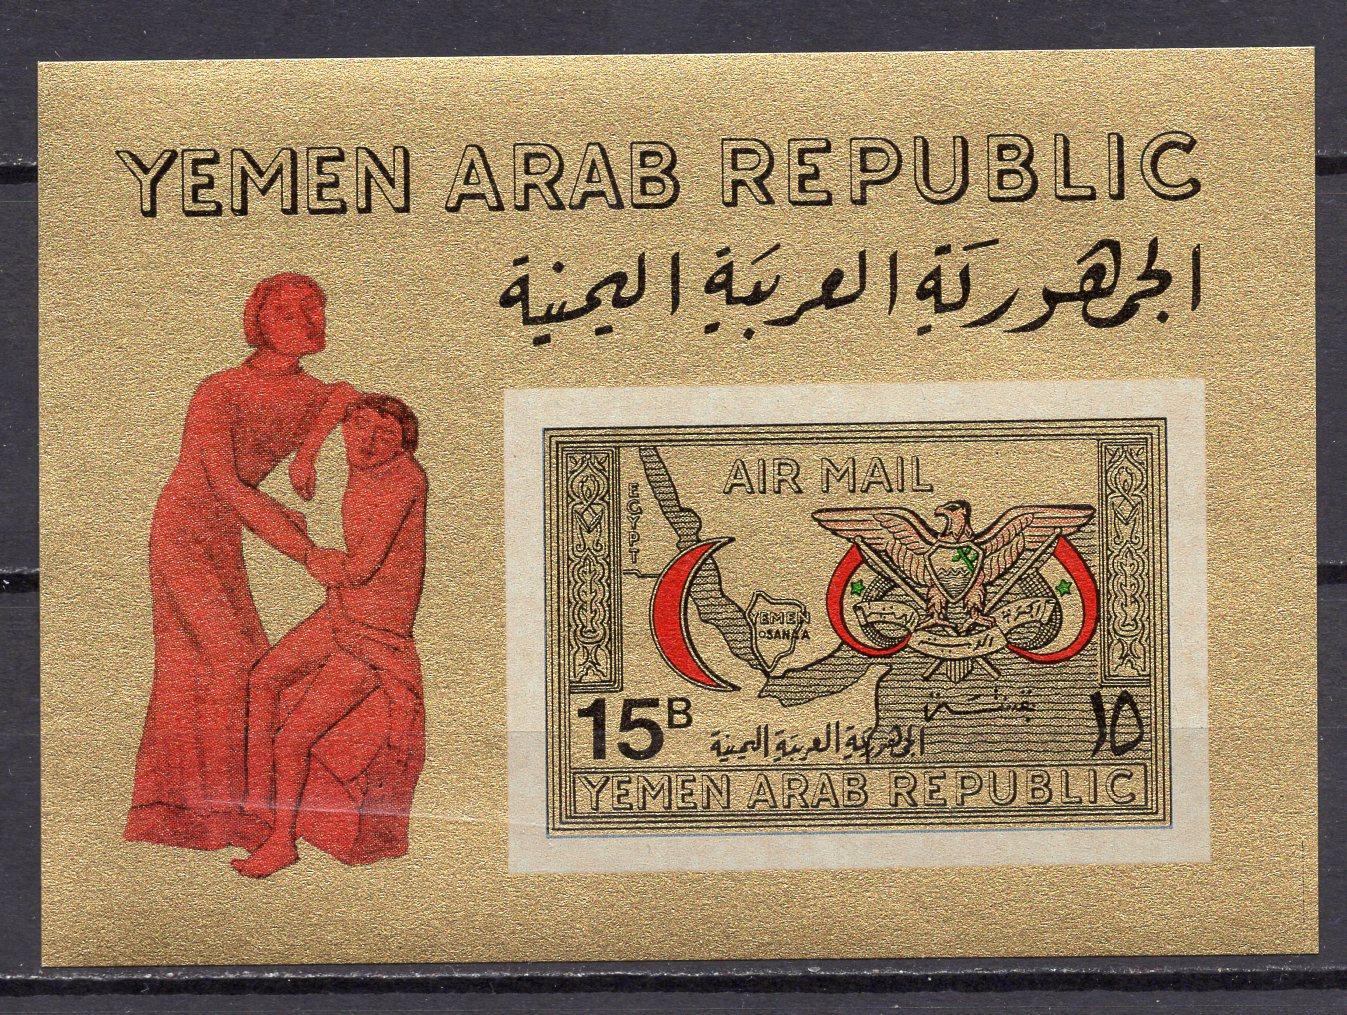 YEMEN ARAB REPUBLIC
الجمهورية العربية اليمنية
AIR MAIL
EGYPT
YEMEN
SANAA
15B
بقشة
١٥
الجمهورية العربية اليمنية
YEMEN ARAB REPUBLIC